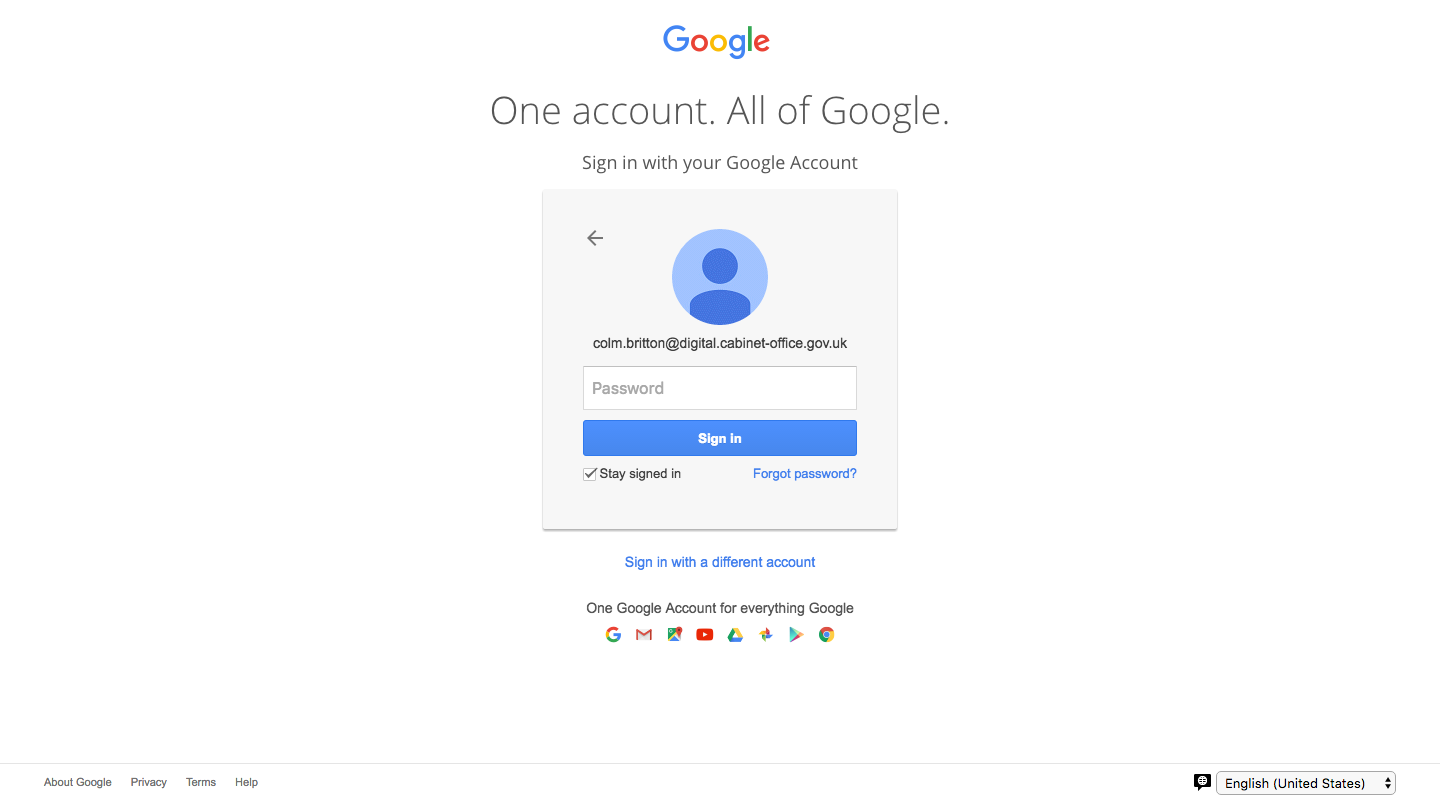 Google
One account. All of Google.
Sign in with your Google Account
colm.britton@digital.cabinet-office.gov.uk
Password
Sign in
Stay signed in Forgot password?
Sign in with a different account
One Google Account for everything Google
About Google Privacy Terms Help English (United States)